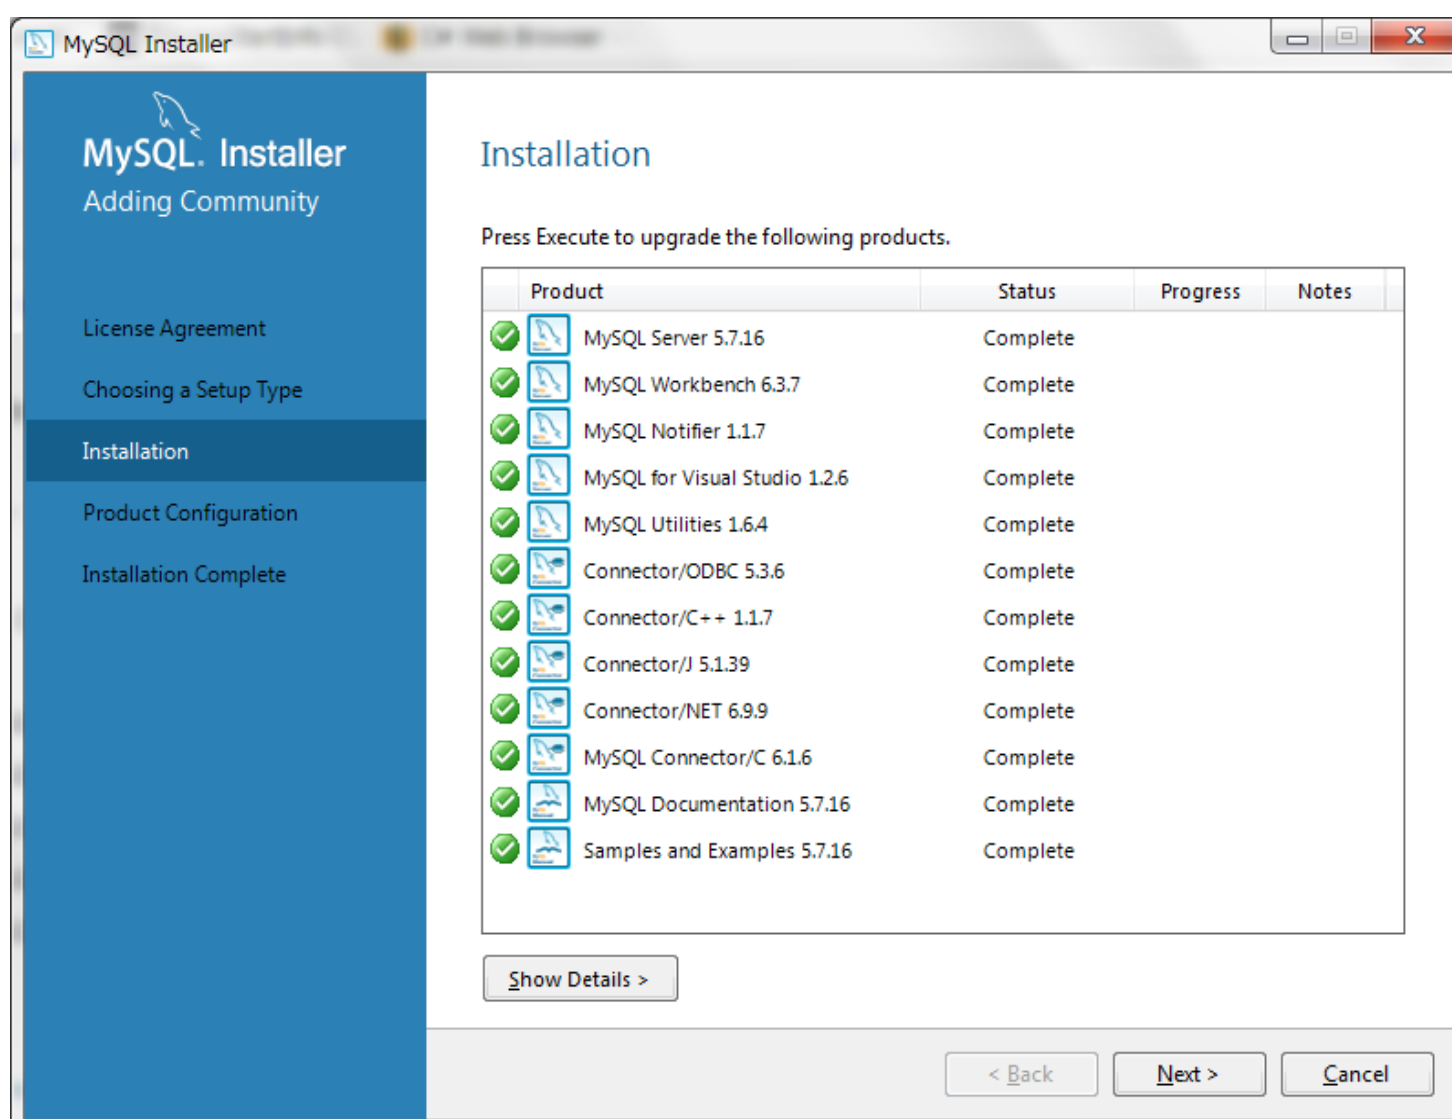 MySQL Installer
MySQL. Installer
Adding Community
License Agreement
Choosing a Setup Type
Installation
Product Configuration
Installation Complete
Installation
Press Execute to upgrade the following products.
Product Status Progress Notes
MySQL Server 5.7.16 Complete
MySQL Workbench 6.3.7 Complete
MySQL Notifier 1.1.7 Complete
MySQL for Visual Studio 1.2.6 Complete
MySQL Utilities 1.6.4 Complete
Connector/ODBC 5.3.6 Complete
Connector/C++ 1.1.7 Complete
Connector/J 5.1.39 Complete
Connector/NET 6.9.9 Complete
MySQL Connector/C 6.1.6 Complete
MySQL Documentation 5.7.16 Complete
Samples and Examples 5.7.16 Complete
Show Details >
< Back Next > Cancel